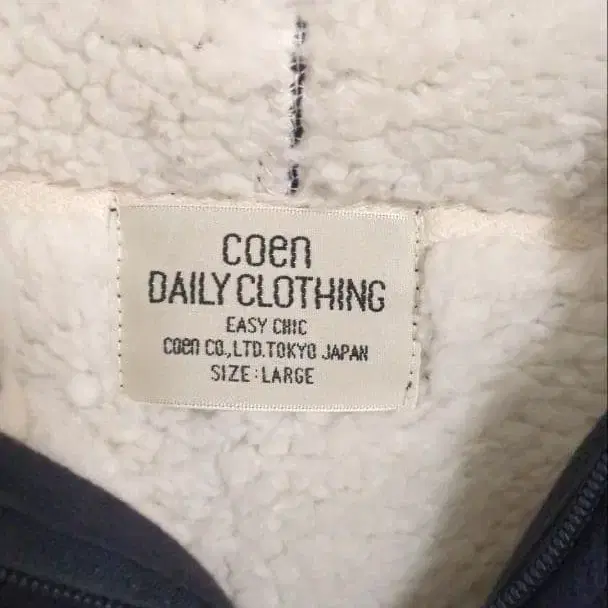 coen
DAILY CLOTHING
EASY CHIC
coen CO.,LTD.TOKYO JAPAN
SIZE:LARGE